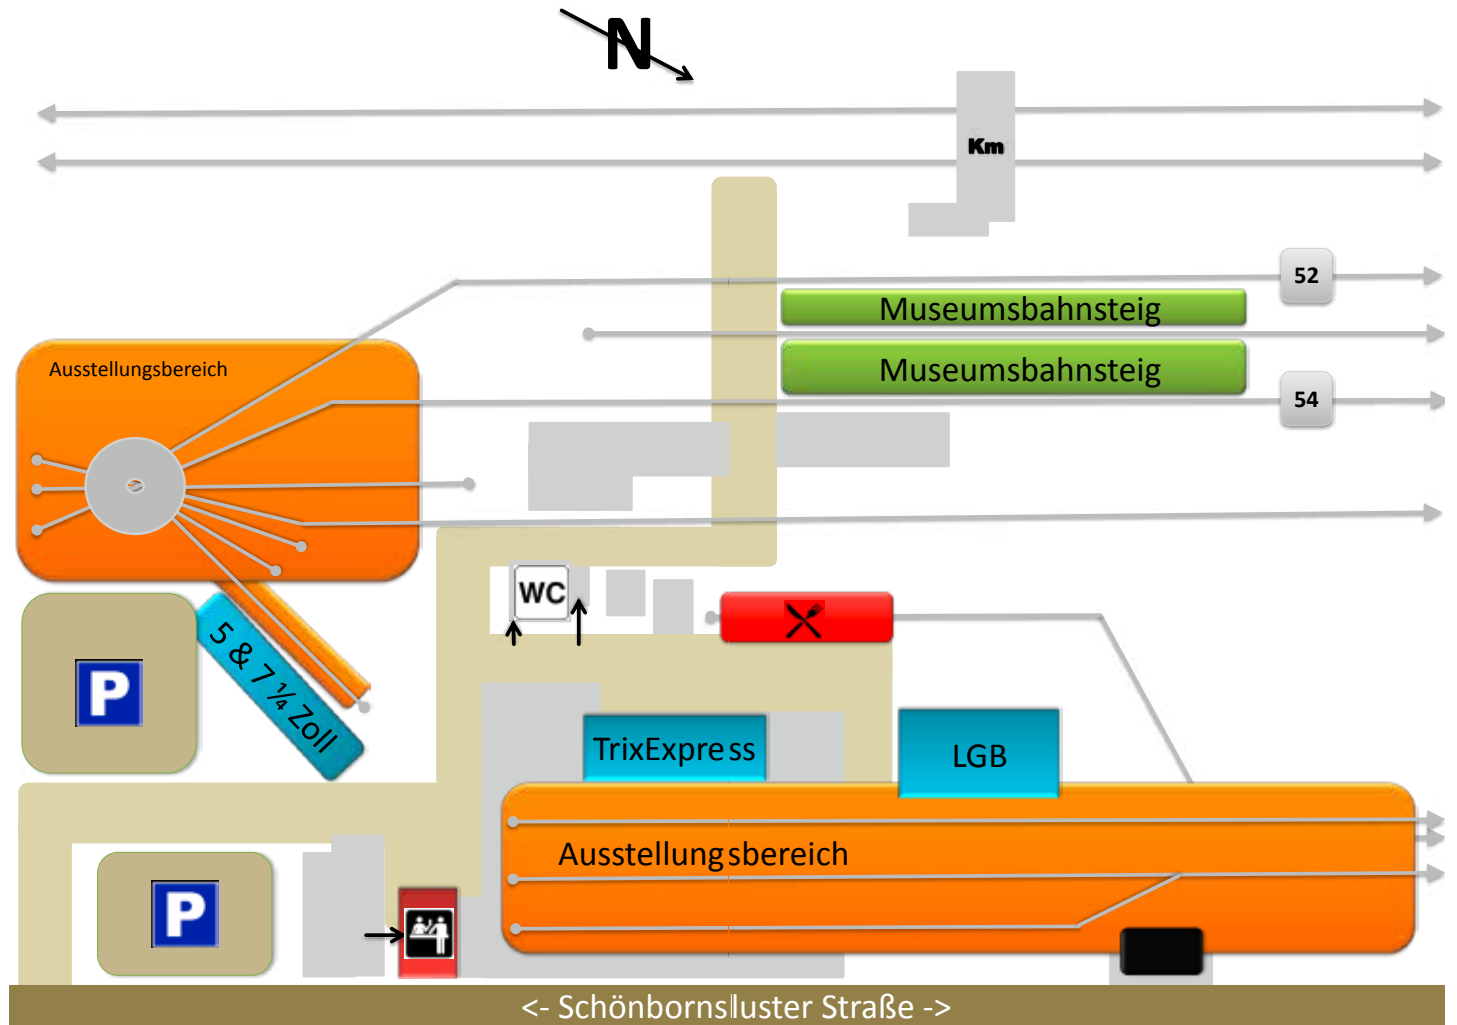 N
Km
52
Museumsbahnsteig
Ausstellungsbereich
Museumsbahnsteig
54
WC
5 & 7 ¼ Zoll
P
TrixExpress
LGB
Ausstellungsbereich
P
<- Schönbornsluster Straße ->